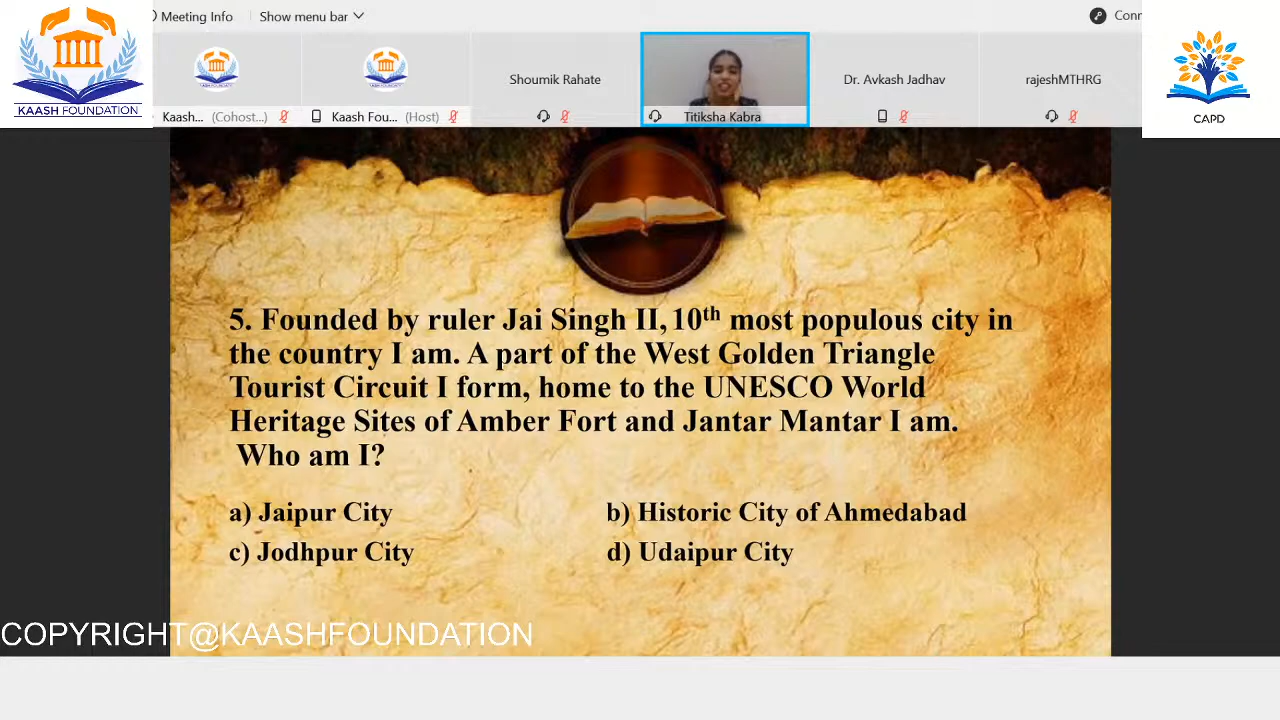 Meeting Info Show menu bar
KAASH FOUNDATION
Kaash... (Cohost...)
Kaash Fou... (Host)
Shoumik Rahate
Titiksha Kabra
Dr. Avkash Jadhav
rajeshMTHRG
Conn
CAPD
5. Founded by ruler Jai Singh II, 10th most populous city in
the country I am. A part of the West Golden Triangle
Tourist Circuit I form, home to the UNESCO World
Heritage Sites of Amber Fort and Jantar Mantar I am.
Who am I?
a) Jaipur City b) Historic City of Ahmedabad
c) Jodhpur City d) Udaipur City
COPYRIGHT@KAASHFOUNDATION